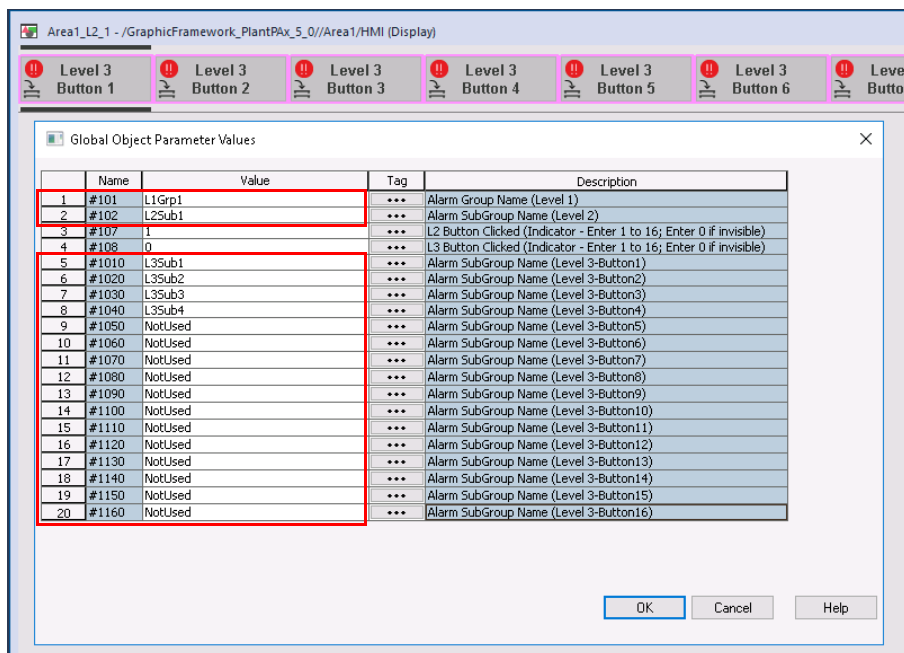 Area1_L2_1 - /GraphicFramework_PlantPAx_5_0//Area1/HMI (Display)
Level 3 Level 3 Level 3 Level 3 Level 3 Level 3 Leve
Button 1 Button 2 Button 3 Button 4 Button 5 Button 6 Butto
Global Object Parameter Values
Name Value Tag Description
1 #101 L1Grp1 ••• Alarm Group Name (Level 1)
2 #102 L2Sub1 ••• Alarm SubGroup Name (Level 2)
3 #107 1 ••• L2 Button Clicked (Indicator - Enter 1 to 16; Enter 0 if invisible)
4 #108 0 ••• L3 Button Clicked (Indicator - Enter 1 to 16; Enter 0 if invisible)
5 #1010 L3Sub1 ••• Alarm SubGroup Name (Level 3-Button1)
6 #1020 L3Sub2 ••• Alarm SubGroup Name (Level 3-Button2)
7 #1030 L3Sub3 ••• Alarm SubGroup Name (Level 3-Button3)
8 #1040 L3Sub4 ••• Alarm SubGroup Name (Level 3-Button4)
9 #1050 NotUsed ••• Alarm SubGroup Name (Level 3-Button5)
10 #1060 NotUsed ••• Alarm SubGroup Name (Level 3-Button6)
11 #1070 NotUsed ••• Alarm SubGroup Name (Level 3-Button7)
12 #1080 NotUsed ••• Alarm SubGroup Name (Level 3-Button8)
13 #1090 NotUsed ••• Alarm SubGroup Name (Level 3-Button9)
14 #1100 NotUsed ••• Alarm SubGroup Name (Level 3-Button10)
15 #1110 NotUsed ••• Alarm SubGroup Name (Level 3-Button11)
16 #1120 NotUsed ••• Alarm SubGroup Name (Level 3-Button12)
17 #1130 NotUsed ••• Alarm SubGroup Name (Level 3-Button13)
18 #1140 NotUsed ••• Alarm SubGroup Name (Level 3-Button14)
19 #1150 NotUsed ••• Alarm SubGroup Name (Level 3-Button15)
20 #1160 NotUsed ••• Alarm SubGroup Name (Level 3-Button16)
OK Cancel Help